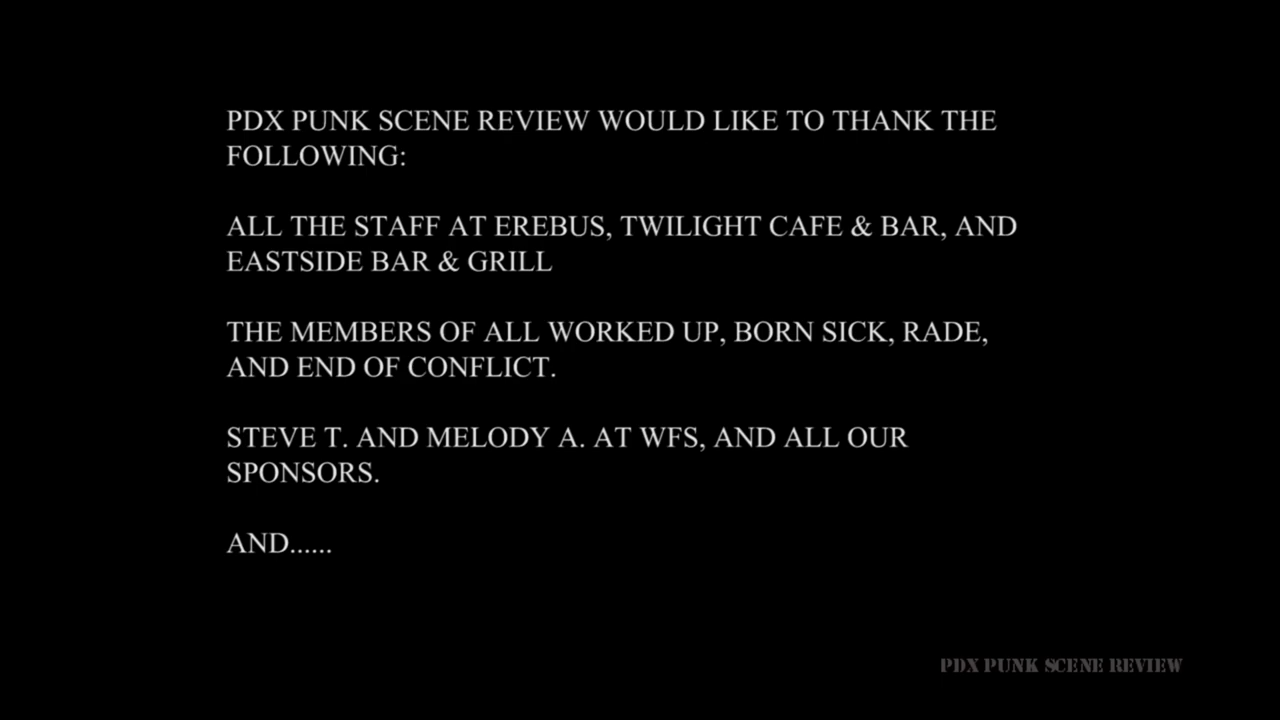 PDX PUNK SCENE REVIEW WOULD LIKE TO THANK THE
FOLLOWING:
ALL THE STAFF AT EREBUS, TWILIGHT CAFE & BAR, AND
EASTSIDE BAR & GRILL
THE MEMBERS OF ALL WORKED UP, BORN SICK, RADE,
AND END OF CONFLICT.
STEVE T. AND MELODY A. AT WFS, AND ALL OUR
SPONSORS.
AND......
PDX PUNK SCENE REVIEW